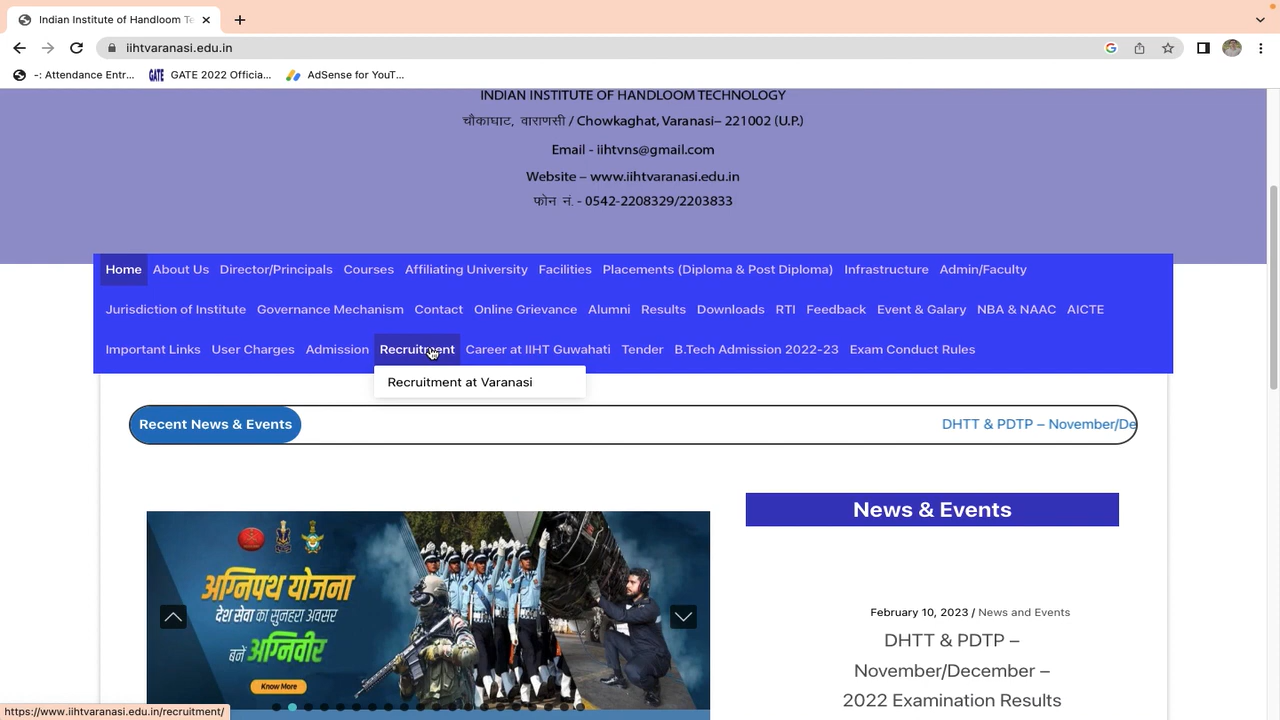 Indian Institute of Handloom Te
iihtvaranasi.edu.in
-: Attendance Entr...
GATE
GATE 2022 Officia...
AdSense for YouT...
INDIAN INSTITUTE OF HANDLOOM TECHNOLOGY
चौकाघाट, वाराणसी / Chowkaghat, Varanasi– 221002 (U.P.)
Email - iihtvns@gmail.com
Website – www.iihtvaranasi.edu.in
फोन नं. - 0542-2208329/2203833
Home About Us Director/Principals Courses Affiliating University Facilities Placements (Diploma & Post Diploma) Infrastructure Admin/Faculty
Jurisdiction of Institute Governance Mechanism Contact Online Grievance Alumni Results Downloads RTI Feedback Event & Galary NBA & NAAC AICTE
Important Links User Charges Admission Recruitment Career at IIHT Guwahati Tender B.Tech Admission 2022-23 Exam Conduct Rules
Recruitment at Varanasi
Recent News & Events
DHTT & PDTP – November/De
अग्निपथ योजना
देश सेवा का सुनहरा अवसर
बनें अग्निवीर
Know More
News & Events
February 10, 2023 / News and Events
DHTT & PDTP –
November/December –
2022 Examination Results
https://www.iihtvaranasi.edu.in/recruitment/